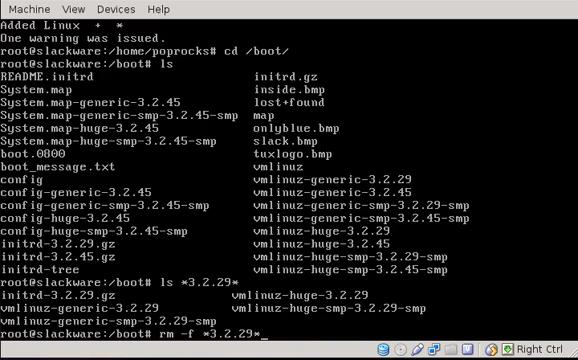 Machine View Devices Help
Added Linux + *
One warning was issued.
root@slackware:/home/poprocks# cd /boot/
root@slackware:/boot# ls
README.initrd initrd.gz
System.map inside.bmp
System.map-generic-3.2.45 lost+found
System.map-generic-smp-3.2.45-smp map
System.map-huge-3.2.45 onlyblue.bmp
System.map-huge-smp-3.2.45-smp slack.bmp
boot.0800 tuxlogo.bmp
boot_message.txt vmlinuz
config vmlinuz-generic-3.2.29
config-generic-3.2.45 vmlinuz-generic-3.2.45
config-generic-smp-3.2.45-smp vmlinuz-generic-smp-3.2.29-smp
config-huge-3.2.45 vmlinuz-generic-smp-3.2.45-smp
config-huge-smp-3.2.45-smp vmlinuz-huge-3.2.29
initrd-3.2.29.gz vmlinuz-huge-3.2.45
initrd-3.2.45.gz vmlinuz-huge-smp-3.2.29-smp
initrd-tree vmlinuz-huge-smp-3.2.45-smp
root@slackware:/boot# ls *3.2.29*
initrd-3.2.29.gz vmlinuz-huge-3.2.29
vmlinuz-generic-3.2.29 vmlinuz-huge-smp-3.2.29-smp
vmlinuz-generic-smp-3.2.29-smp
root@slackware:/boot# rm -f *3.2.29*_
Right Ctrl